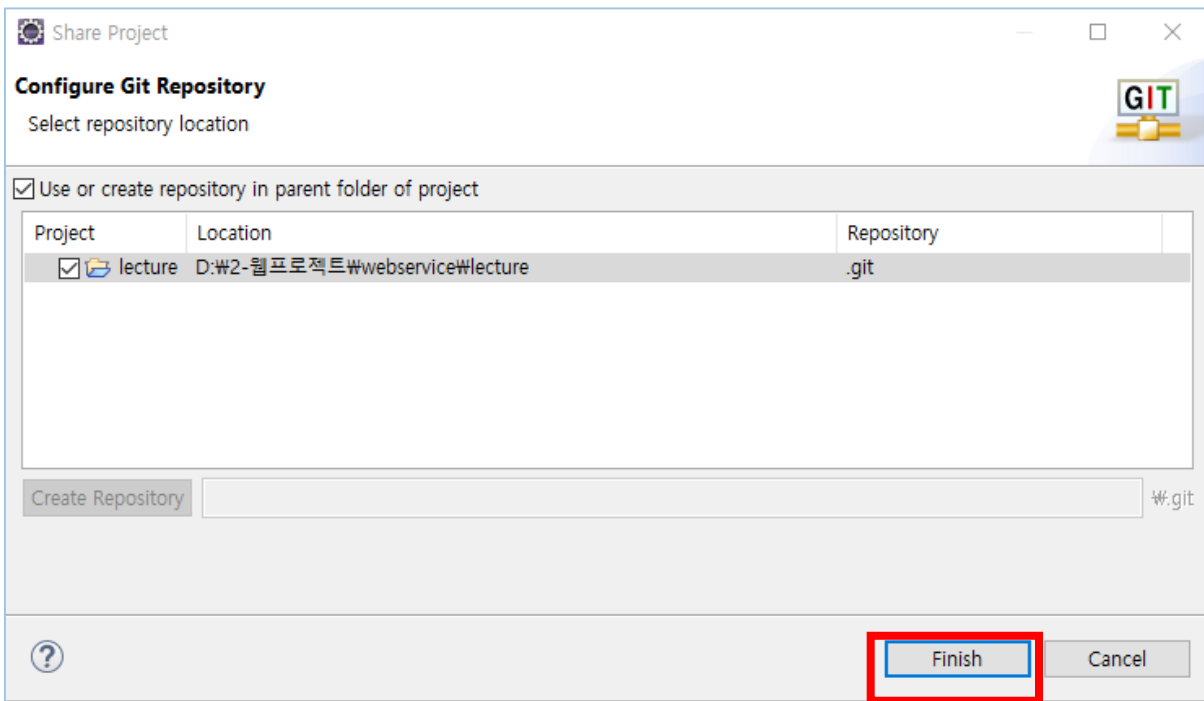 Share Project
Configure Git Repository
Select repository location
GIT
Use or create repository in parent folder of project
Project Location Repository
lecture D:₩2-웹프로젝트₩webservice₩lecture .git
Create Repository ₩.git
?
Finish Cancel